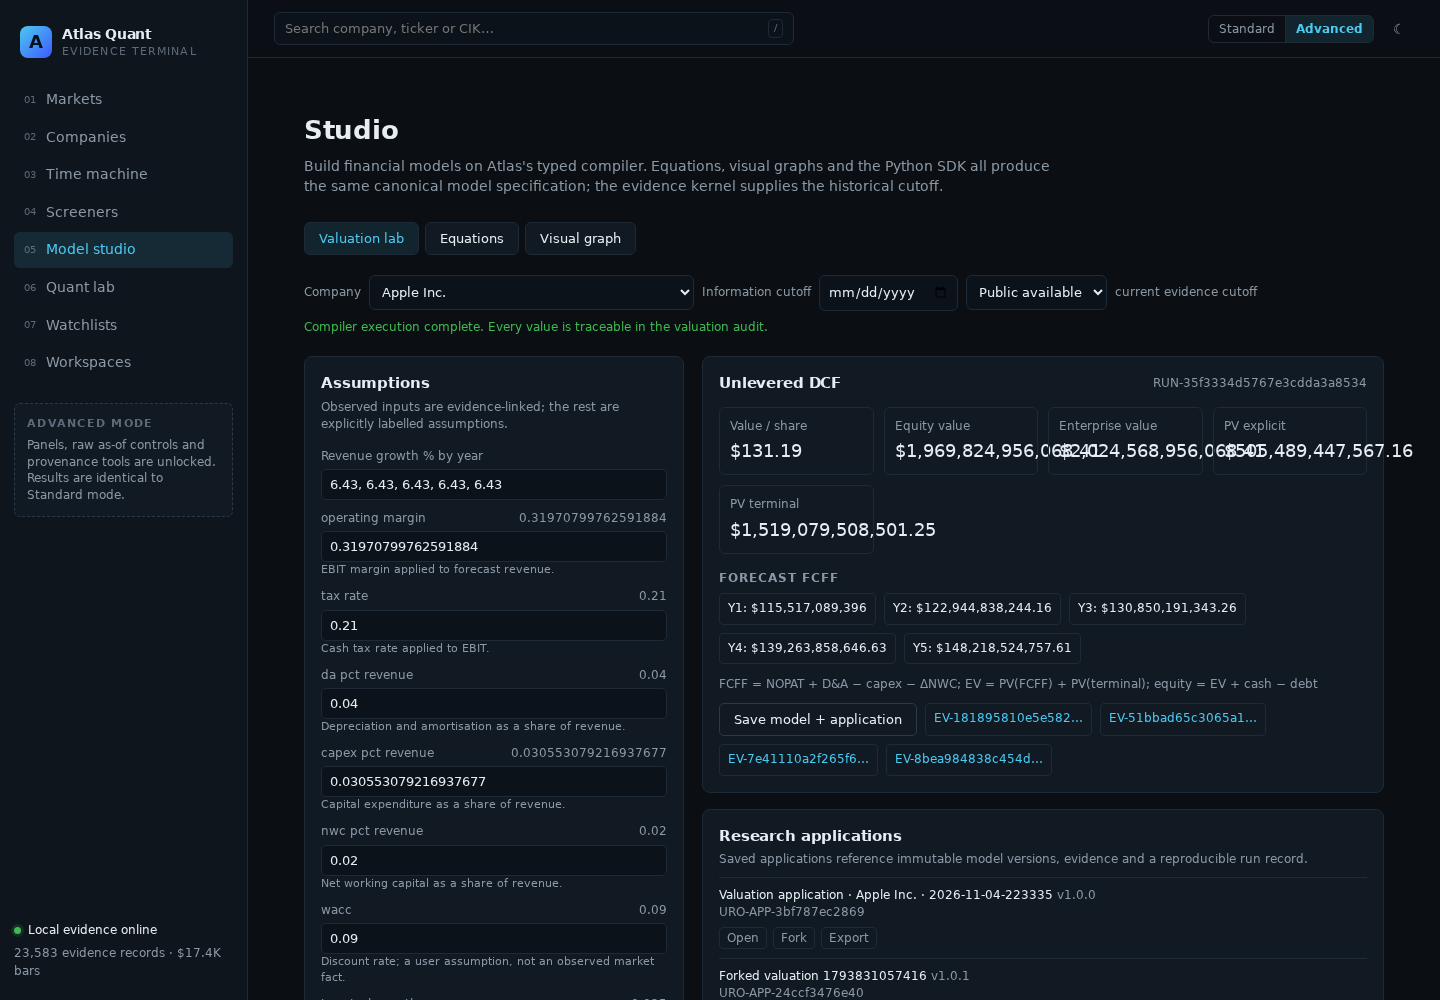 A
Atlas Quant
EVIDENCE TERMINAL
01 Markets
02 Companies
03 Time machine
04 Screeners
05 Model studio
06 Quant lab
07 Watchlists
08 Workspaces
ADVANCED MODE
Panels, raw as-of controls and
provenance tools are unlocked.
Results are identical to
Standard mode.
Local evidence online
23,583 evidence records · $17.4K
bars
Search company, ticker or CIK... /
Standard Advanced
Studio
Build financial models on Atlas's typed compiler. Equations, visual graphs and the Python SDK all produce
the same canonical model specification; the evidence kernel supplies the historical cutoff.
Valuation lab Equations Visual graph
Company Apple Inc. Information cutoff mm/dd/yyyy Public available current evidence cutoff
Compiler execution complete. Every value is traceable in the valuation audit.
Assumptions
Observed inputs are evidence-linked; the rest are
explicitly labelled assumptions.
Revenue growth % by year
6.43, 6.43, 6.43, 6.43, 6.43
operating margin 0.31970799762591884
0.31970799762591884
EBIT margin applied to forecast revenue.
tax rate 0.21
0.21
Cash tax rate applied to EBIT.
da pct revenue 0.04
0.04
Depreciation and amortisation as a share of revenue.
capex pct revenue 0.030553079216937677
0.030553079216937677
Capital expenditure as a share of revenue.
nwc pct revenue 0.02
0.02
Net working capital as a share of revenue.
wacc 0.09
0.09
Discount rate; a user assumption, not an observed market
fact.
Unlevered DCF RUN-35f3334d5767e3cdda3a8534
Value / share
$131.19
Equity value
$1,969,824,956,068.41
Enterprise value
$2,024,568,956,068.41
PV explicit
$505,489,447,567.16
PV terminal
$1,519,079,508,501.25
FORECAST FCFF
Y1: $115,517,089,396 Y2: $122,944,838,244.16 Y3: $130,850,191,343.26
Y4: $139,263,858,646.63 Y5: $148,218,524,757.61
FCFF = NOPAT + D&A − capex − ΔNWC; EV = PV(FCFF) + PV(terminal); equity = EV + cash − debt
Save model + application EV-181895810e5e582... EV-51bbad65c3065a1...
EV-7e41110a2f265f6... EV-8bea984838c454d...
Research applications
Saved applications reference immutable model versions, evidence and a reproducible run record.
Valuation application · Apple Inc. · 2026-11-04-223335 v1.0.0
URO-APP-3bf787ec2869
Open Fork Export
Forked valuation 1793831057416 v1.0.1
URO-APP-24ccf3476e40